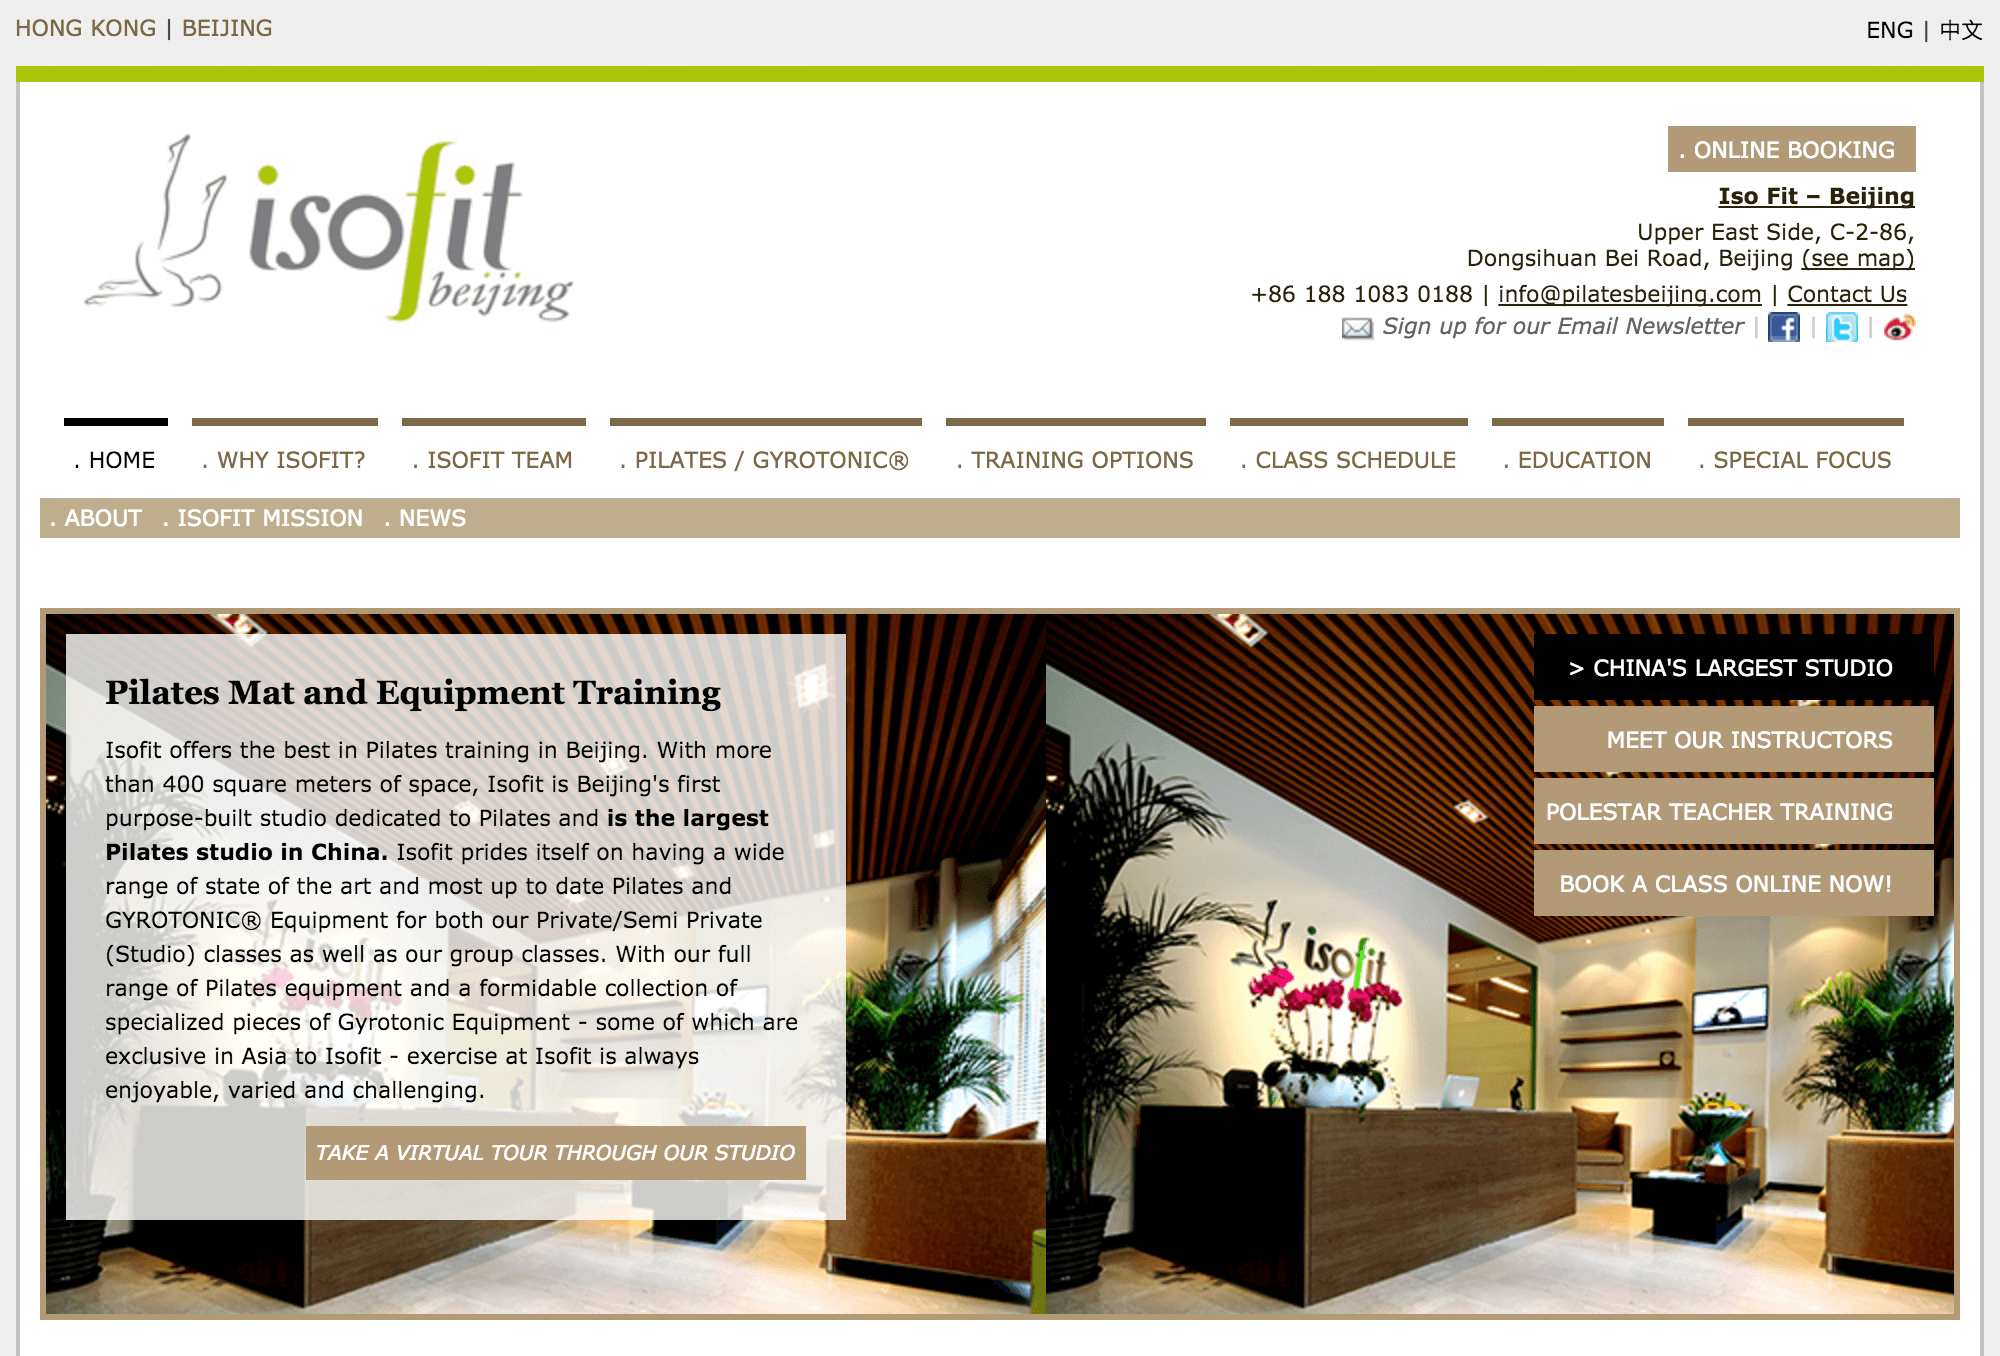 HONG KONG | BEIJING
ENG | 中文
isofit
beijing
. ONLINE BOOKING
Iso Fit – Beijing
Upper East Side, C-2-86,
Dongsihuan Bei Road, Beijing (see map)
+86 188 1083 0188 | info@pilatesbeijing.com | Contact Us
Sign up for our Email Newsletter | f | t |
. HOME . WHY ISOFIT? . ISOFIT TEAM . PILATES / GYROTONIC® . TRAINING OPTIONS . CLASS SCHEDULE . EDUCATION . SPECIAL FOCUS
. ABOUT . ISOFIT MISSION . NEWS
Pilates Mat and Equipment Training
Isofit offers the best in Pilates training in Beijing. With more
than 400 square meters of space, Isofit is Beijing's first
purpose-built studio dedicated to Pilates and is the largest
Pilates studio in China. Isofit prides itself on having a wide
range of state of the art and most up to date Pilates and
GYROTONIC® Equipment for both our Private/Semi Private
(Studio) classes as well as our group classes. With our full
range of Pilates equipment and a formidable collection of
specialized pieces of Gyrotonic Equipment - some of which are
exclusive in Asia to Isofit - exercise at Isofit is always
enjoyable, varied and challenging.
TAKE A VIRTUAL TOUR THROUGH OUR STUDIO
> CHINA'S LARGEST STUDIO
MEET OUR INSTRUCTORS
POLESTAR TEACHER TRAINING
BOOK A CLASS ONLINE NOW!
isofit
isofit